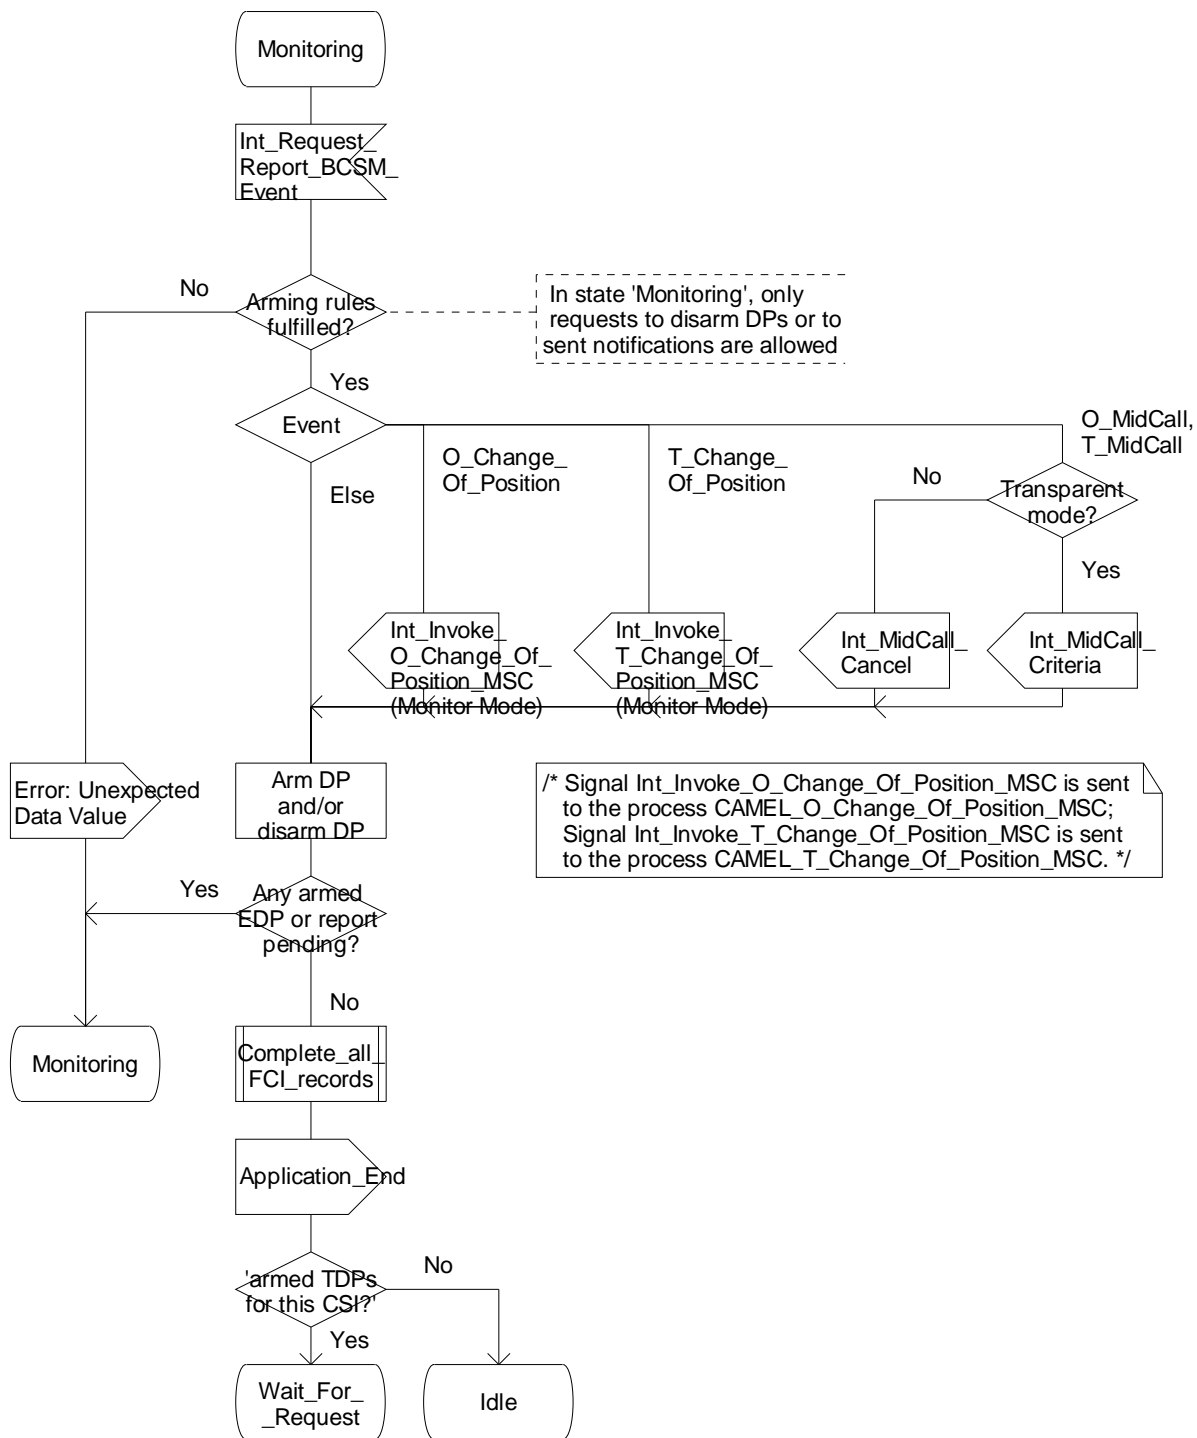 Monitoring
Int_Request_
Report_BCSM_
Event
No
Arming rules
fulfilled?
In state 'Monitoring', only
requests to disarm DPs or to
sent notifications are allowed
Yes
Event
O_MidCall,
T_MidCall
O_Change_
Of_Position
T_Change_
Of_Position
Else
No
Transparent
mode?
Yes
Int_Invoke_
O_Change_Of_
Position_MSC
(Monitor Mode)
Int_Invoke_
T_Change_Of_
Position_MSC
(Monitor Mode)
Int_MidCall_
Cancel
Int_MidCall_
Criteria
Error: Unexpected
Data Value
Arm DP
and/or
disarm DP
/* Signal Int_Invoke_O_Change_Of_Position_MSC is sent
to the process CAMEL_O_Change_Of_Position_MSC;
Signal Int_Invoke_T_Change_Of_Position_MSC is sent
to the process CAMEL_T_Change_Of_Position_MSC. */
Yes
Any armed
EDP or report
pending?
No
Monitoring
Complete_all_
FCI_records
Application_End
'armed TDPs
for this CSI?'
No
Yes
Wait_For_
_Request
Idle